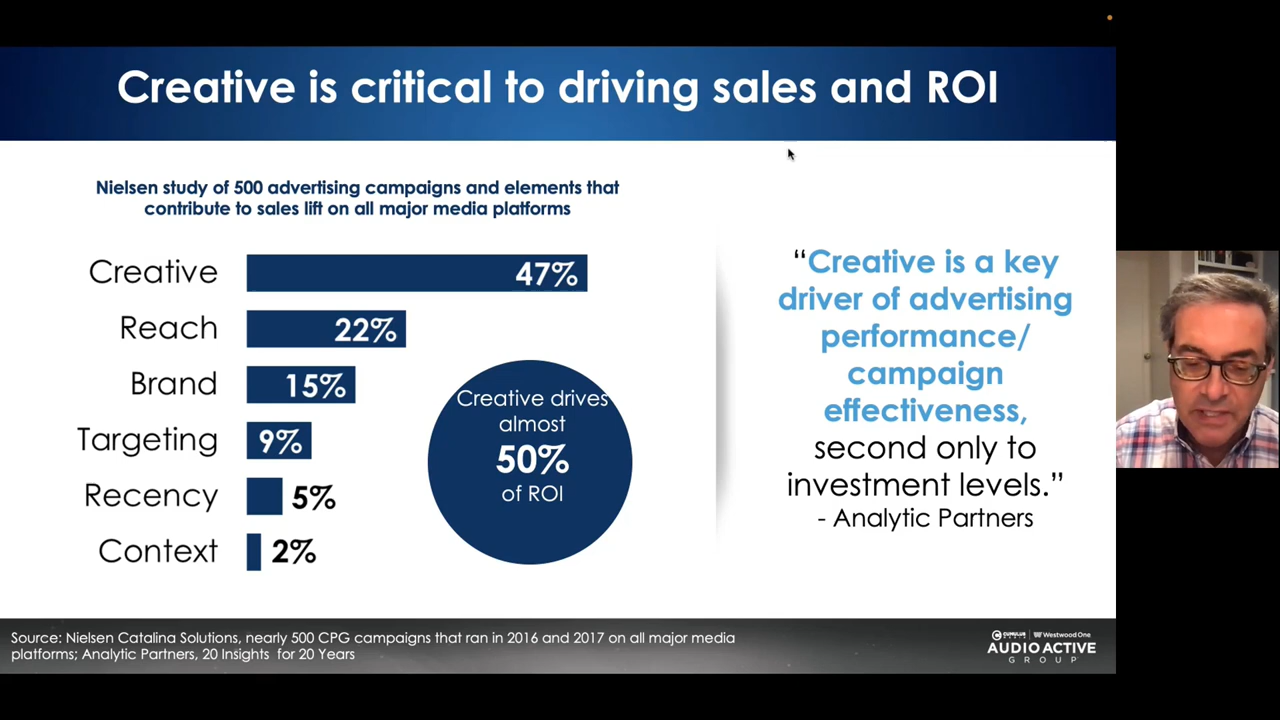 Creative is critical to driving sales and ROI
Nielsen study of 500 advertising campaigns and elements that
contribute to sales lift on all major media platforms
Creative
47%
Reach
22%
Brand
15%
Targeting
9%
Recency
5%
Context
2%
Creative drives
almost
50%
of ROI
“Creative is a key
driver of advertising
performance/
campaign
effectiveness,
second only to
investment levels.”
- Analytic Partners
Source: Nielsen Catalina Solutions, nearly 500 CPG campaigns that ran in 2016 and 2017 on all major media
platforms; Analytic Partners, 20 Insights for 20 Years
CUMULUS MEDIA
Westwood One
AUDIO ACTIVE
GROUP